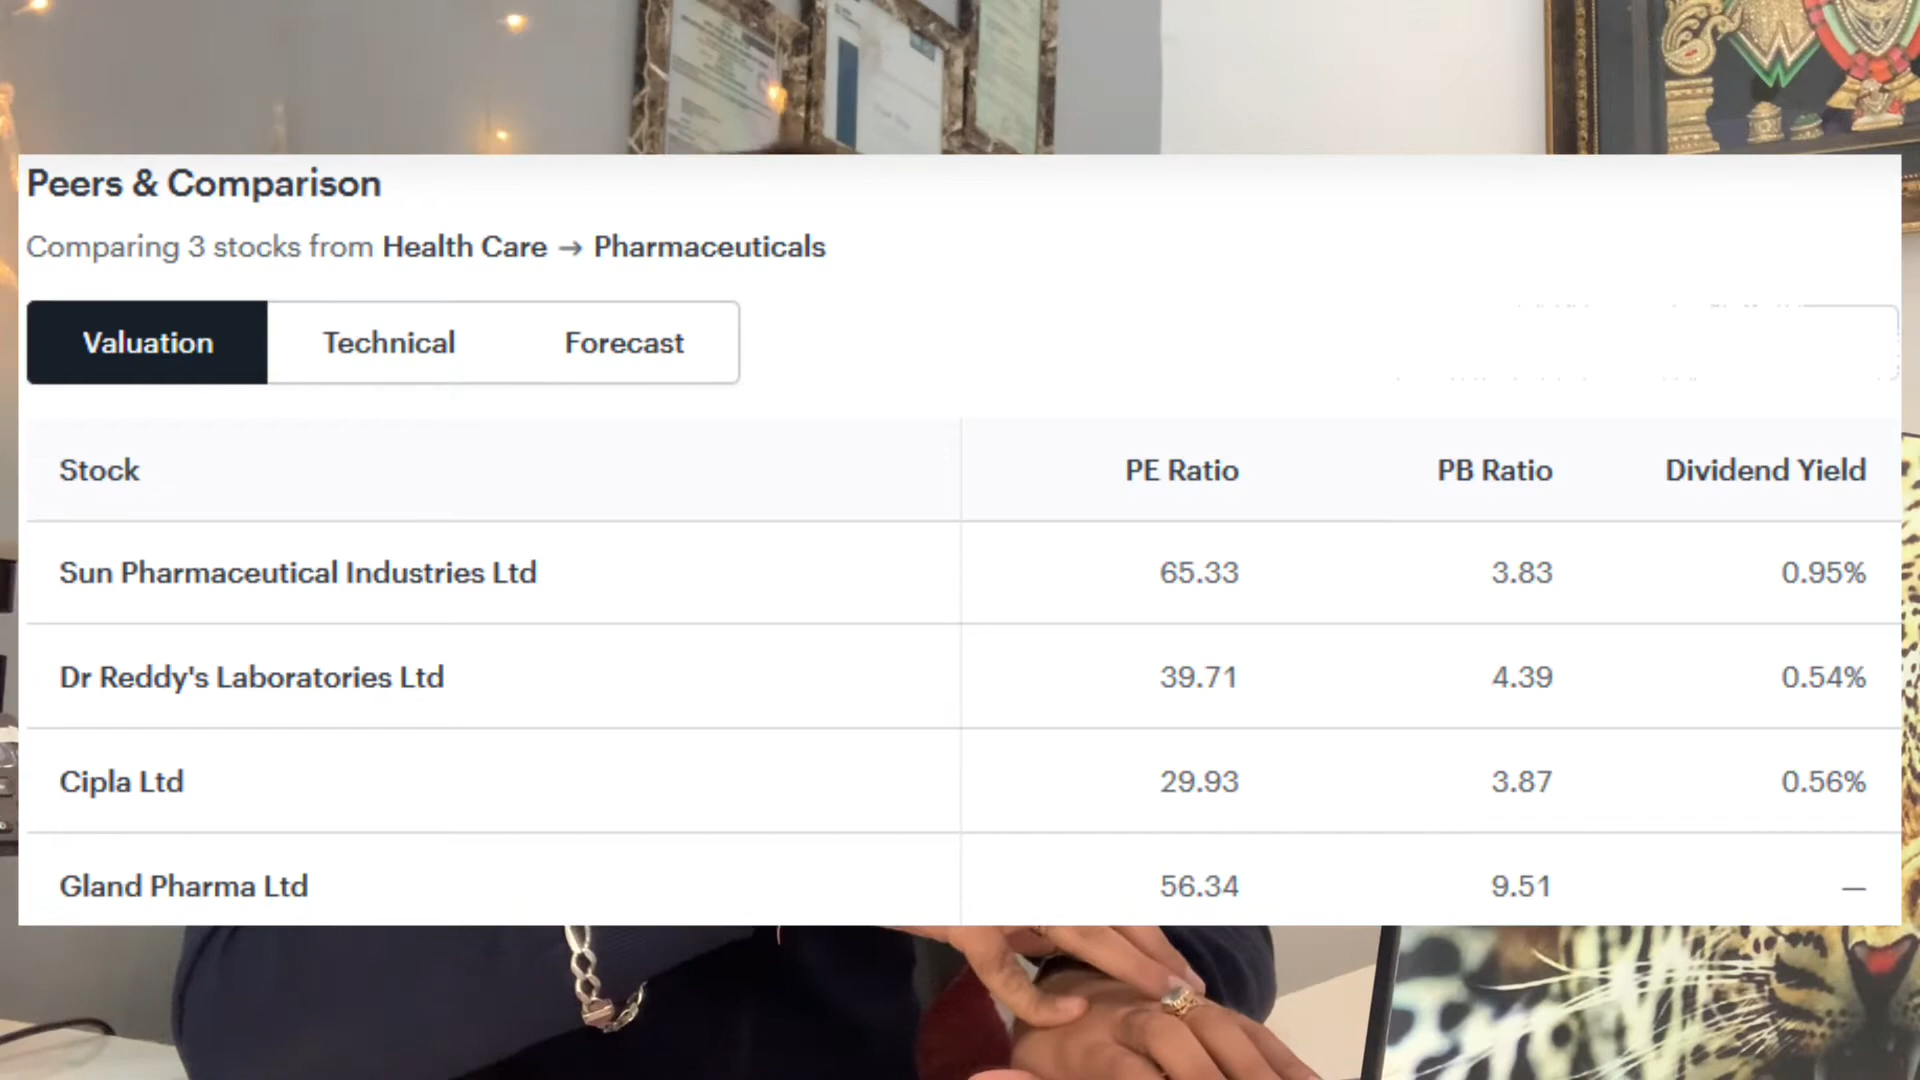 Peers & Comparison
Comparing 3 stocks from Health Care → Pharmaceuticals
Valuation Technical Forecast
Stock PE Ratio PB Ratio Dividend Yield
Sun Pharmaceutical Industries Ltd 65.33 3.83 0.95%
Dr Reddy's Laboratories Ltd 39.71 4.39 0.54%
Cipla Ltd 29.93 3.87 0.56%
Gland Pharma Ltd 56.34 9.51 —